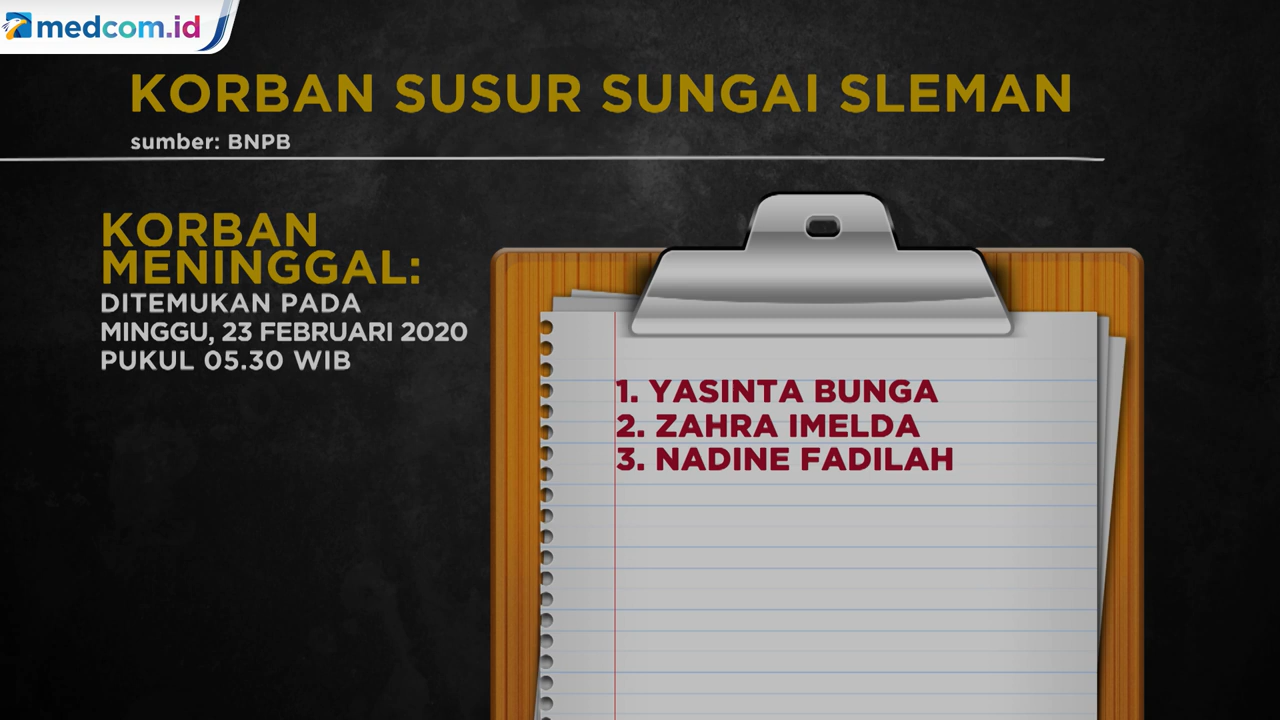 medcom.id
KORBAN SUSUR SUNGAI SLEMAN
sumber: BNPB
KORBAN
MENINGGAL:
DITEMUKAN PADA
MINGGU, 23 FEBRUARI 2020
PUKUL 05.30 WIB
1. YASINTA BUNGA
2. ZAHRA IMELDA
3. NADINE FADILAH